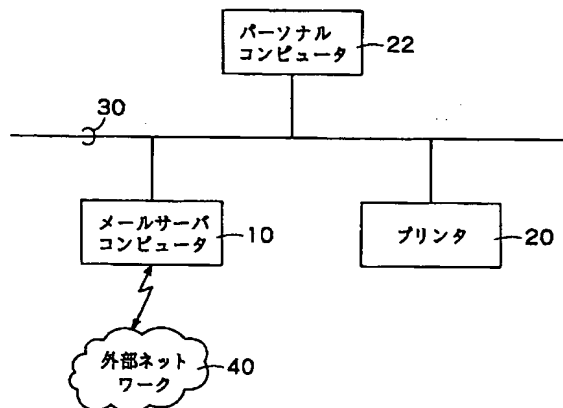 パーソナル
コンピュータ
22
30
メールサーバ
コンピュータ
10
プリンタ
20
外部ネット
ワーク
40